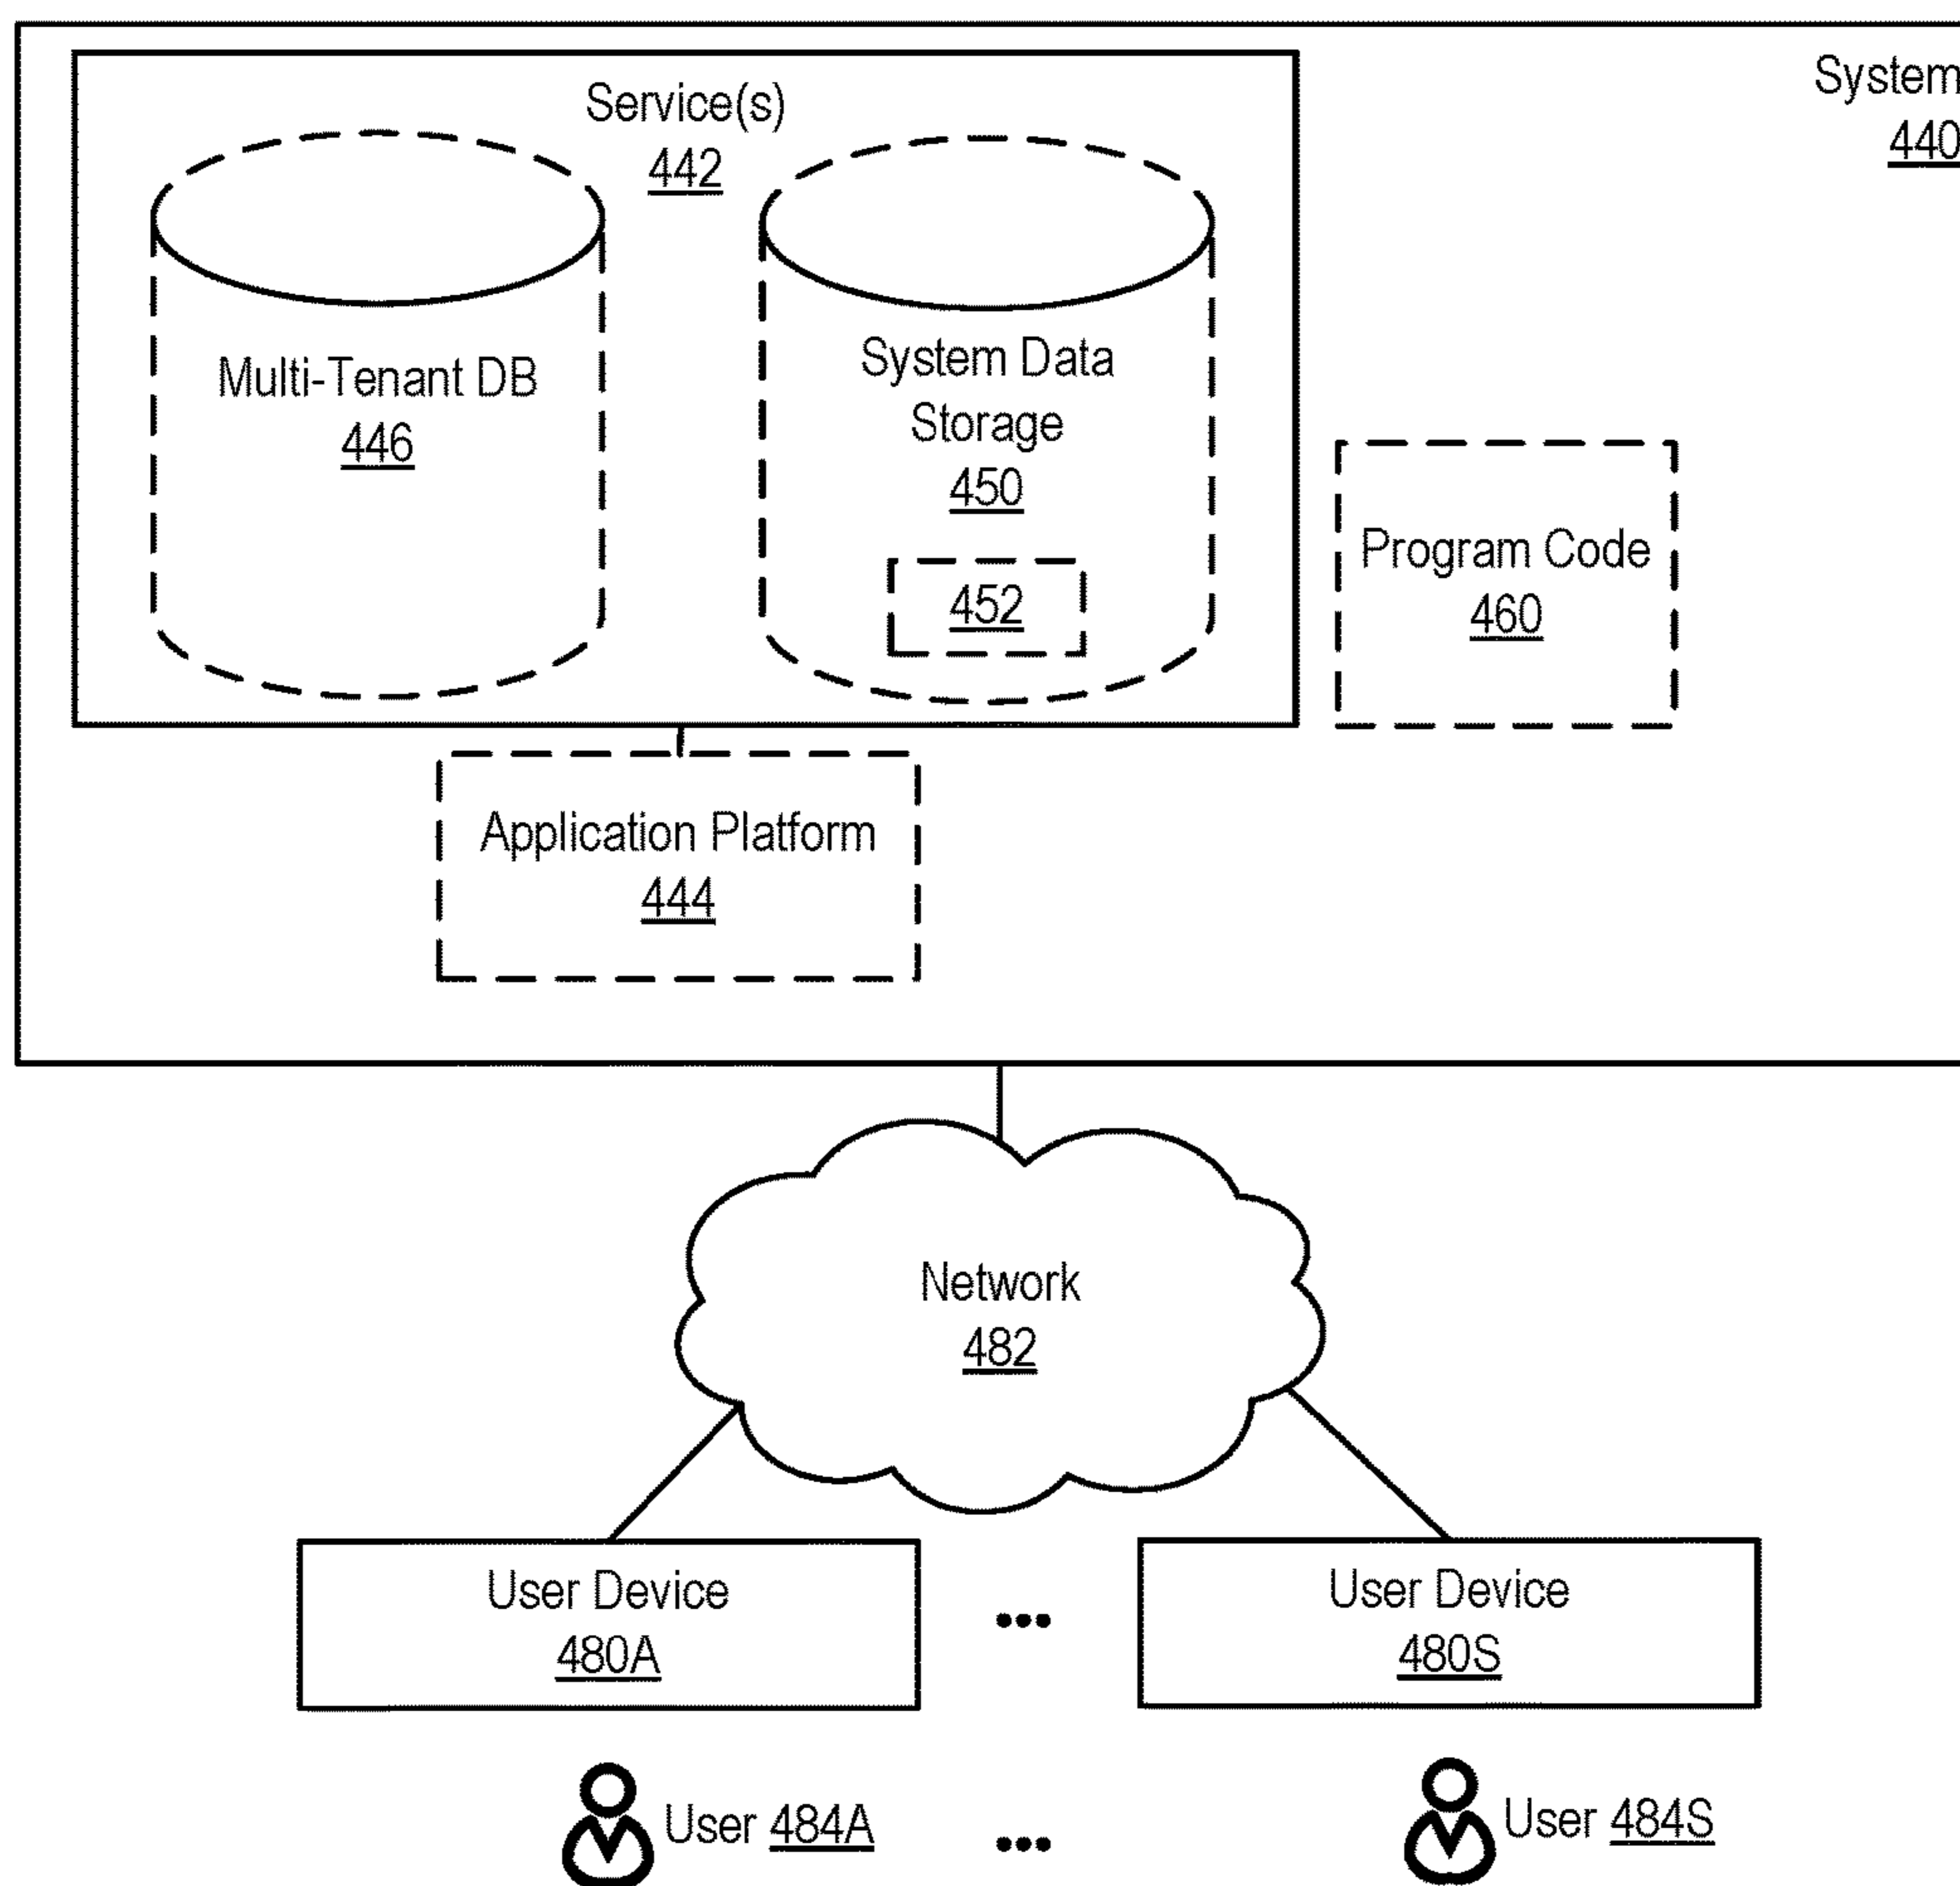 System
440
Service(s)
442
Multi-Tenant DB
446
System Data
Storage
450
452
Program Code
460
Application Platform
444
Network
482
User Device
480A
•••
User Device
480S
User 484A
•••
User 484S